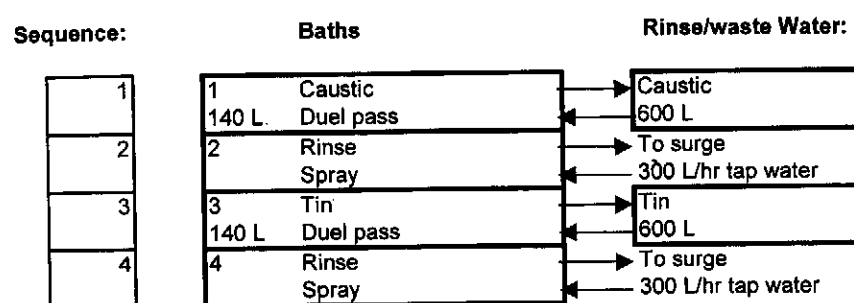 Sequence: Baths Rinse/waste Water:
1 1 Caustic Caustic
140 L. Duel pass 600 L
2 2 Rinse To surge
Spray 300 L/hr tap water
3 3 Tin Tin
140 L Duel pass 600 L
4 4 Rinse To surge
Spray 300 L/hr tap water